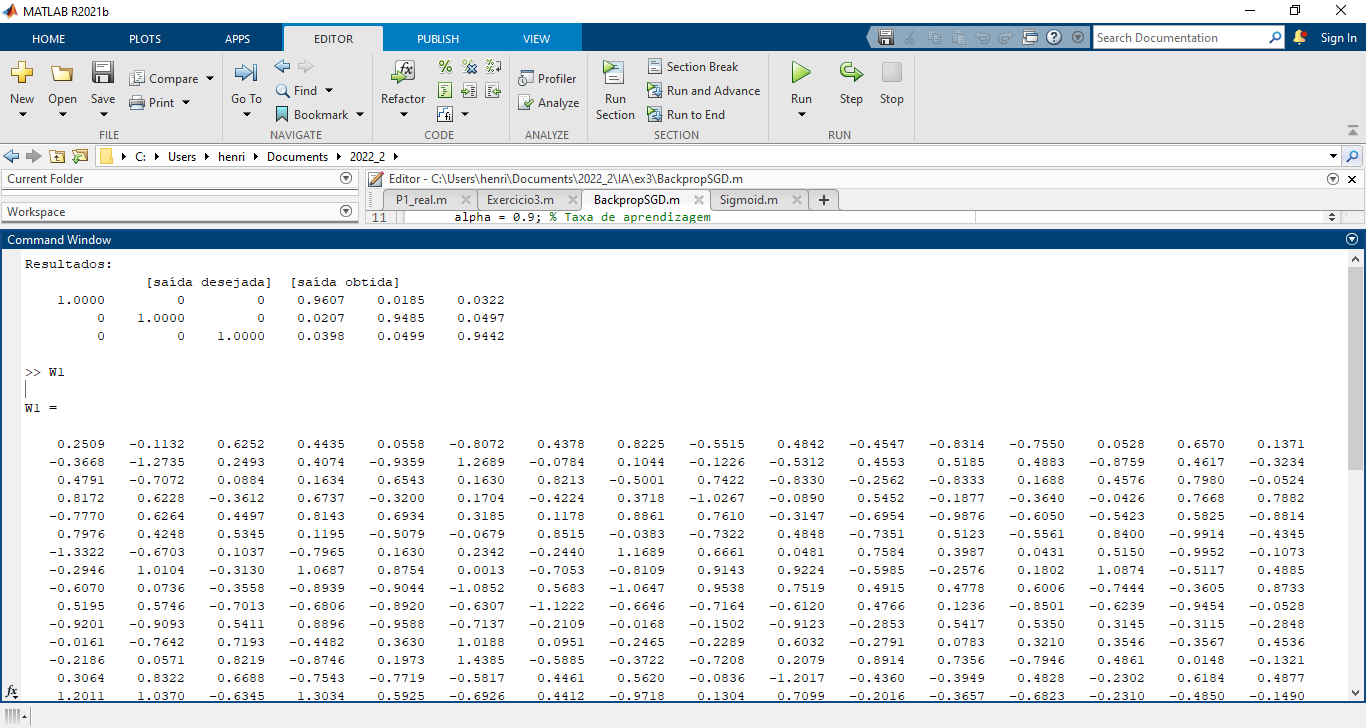 MATLAB R2021b
HOME PLOTS APPS EDITOR PUBLISH VIEW Search Documentation Sign In
New Open Save Compare Print Go To Find Bookmark Refactor Profiler Analyze Run Section Section Break Run and Advance Run to End Run Step Stop
FILE NAVIGATE CODE ANALYZE SECTION RUN
C: Users henri Documents 2022_2
Current Folder
Editor - C:\Users\henri\Documents\2022_2\IA\ex3\BackpropSGD.m
P1_real.m Exercicio3.m BackpropSGD.m Sigmoid.m
Workspace
11 alpha = 0.9; % Taxa de aprendizagem
Command Window
Resultados:
[saída desejada] [saída obtida]
1.0000 0 0 0.9607 0.0185 0.0322
0 1.0000 0 0.0207 0.9485 0.0497
0 0 1.0000 0.0398 0.0499 0.9442
>> W1
W1 =
0.2509 -0.1132 0.6252 0.4435 0.0558 -0.8072 0.4378 0.8225 -0.5515 0.4842 -0.4547 -0.8314 -0.7550 0.0528 0.6570 0.1371
-0.3668 -1.2735 0.2493 0.4074 -0.9359 1.2689 -0.0784 0.1044 -0.1226 -0.5312 0.4553 0.5185 0.4883 -0.8759 0.4617 -0.3234
0.4791 -0.7072 0.0884 0.1634 0.6543 0.1630 0.8213 -0.5001 0.7422 -0.8330 -0.2562 -0.8333 0.1688 0.4576 0.7980 -0.0524
0.8172 0.6228 -0.3612 0.6737 -0.3200 0.1704 -0.4224 0.3718 -1.0267 -0.0890 0.5452 -0.1877 -0.3640 -0.0426 0.7668 0.7882
-0.7770 0.6264 0.4497 0.8143 0.6934 0.3185 0.1178 0.8861 0.7610 -0.3147 -0.6954 -0.9876 -0.6050 -0.5423 0.5825 -0.8814
0.7976 0.4248 0.5345 0.1195 -0.5079 -0.0679 0.8515 -0.0383 -0.7322 0.4848 -0.7351 0.5123 -0.5561 0.8400 -0.9914 -0.4345
-1.3322 -0.6703 0.1037 -0.7965 0.1630 0.2342 -0.2440 1.1689 0.6661 0.0481 0.7584 0.3987 0.0431 0.5150 -0.9952 -0.1073
-0.2946 1.0104 -0.3130 1.0687 0.8754 0.0013 -0.7053 -0.8109 0.9143 0.9224 -0.5985 -0.2576 0.1802 1.0874 -0.5117 0.4885
-0.6070 0.0736 -0.3558 -0.8939 -0.9044 -1.0852 0.5683 -1.0647 0.9538 0.7519 0.4915 0.4778 0.6006 -0.7444 -0.3605 0.8733
0.5195 0.5746 -0.7013 -0.6806 -0.8920 -0.6307 -1.1222 -0.6646 -0.7164 -0.6120 0.4766 0.1236 -0.8501 -0.6239 -0.9454 -0.0528
-0.9201 -0.9093 0.5411 0.8896 -0.9588 -0.7137 -0.2109 -0.0168 -0.1502 -0.9123 -0.2853 0.5417 0.5350 0.3145 -0.3115 -0.2848
-0.0161 -0.7642 0.7193 -0.4482 0.3630 1.0188 0.0951 -0.2465 -0.2289 0.6032 -0.2791 0.0783 0.3210 0.3546 -0.3567 0.4536
-0.2186 0.0571 0.8219 -0.8746 0.1973 1.4385 -0.5885 -0.3722 -0.7208 0.2079 0.8914 0.7356 -0.7946 0.4861 0.0148 -0.1321
0.3064 0.8322 0.6688 -0.7543 -0.7719 -0.5817 0.4461 0.5620 -0.0836 -1.2017 -0.4360 -0.3949 0.4828 -0.2302 0.6184 0.4877
1.2011 1.0370 -0.6345 1.3034 0.5925 -0.6926 0.4412 -0.9718 0.1304 0.7099 -0.2016 -0.3657 -0.6823 -0.2310 -0.4850 -0.1490
fx